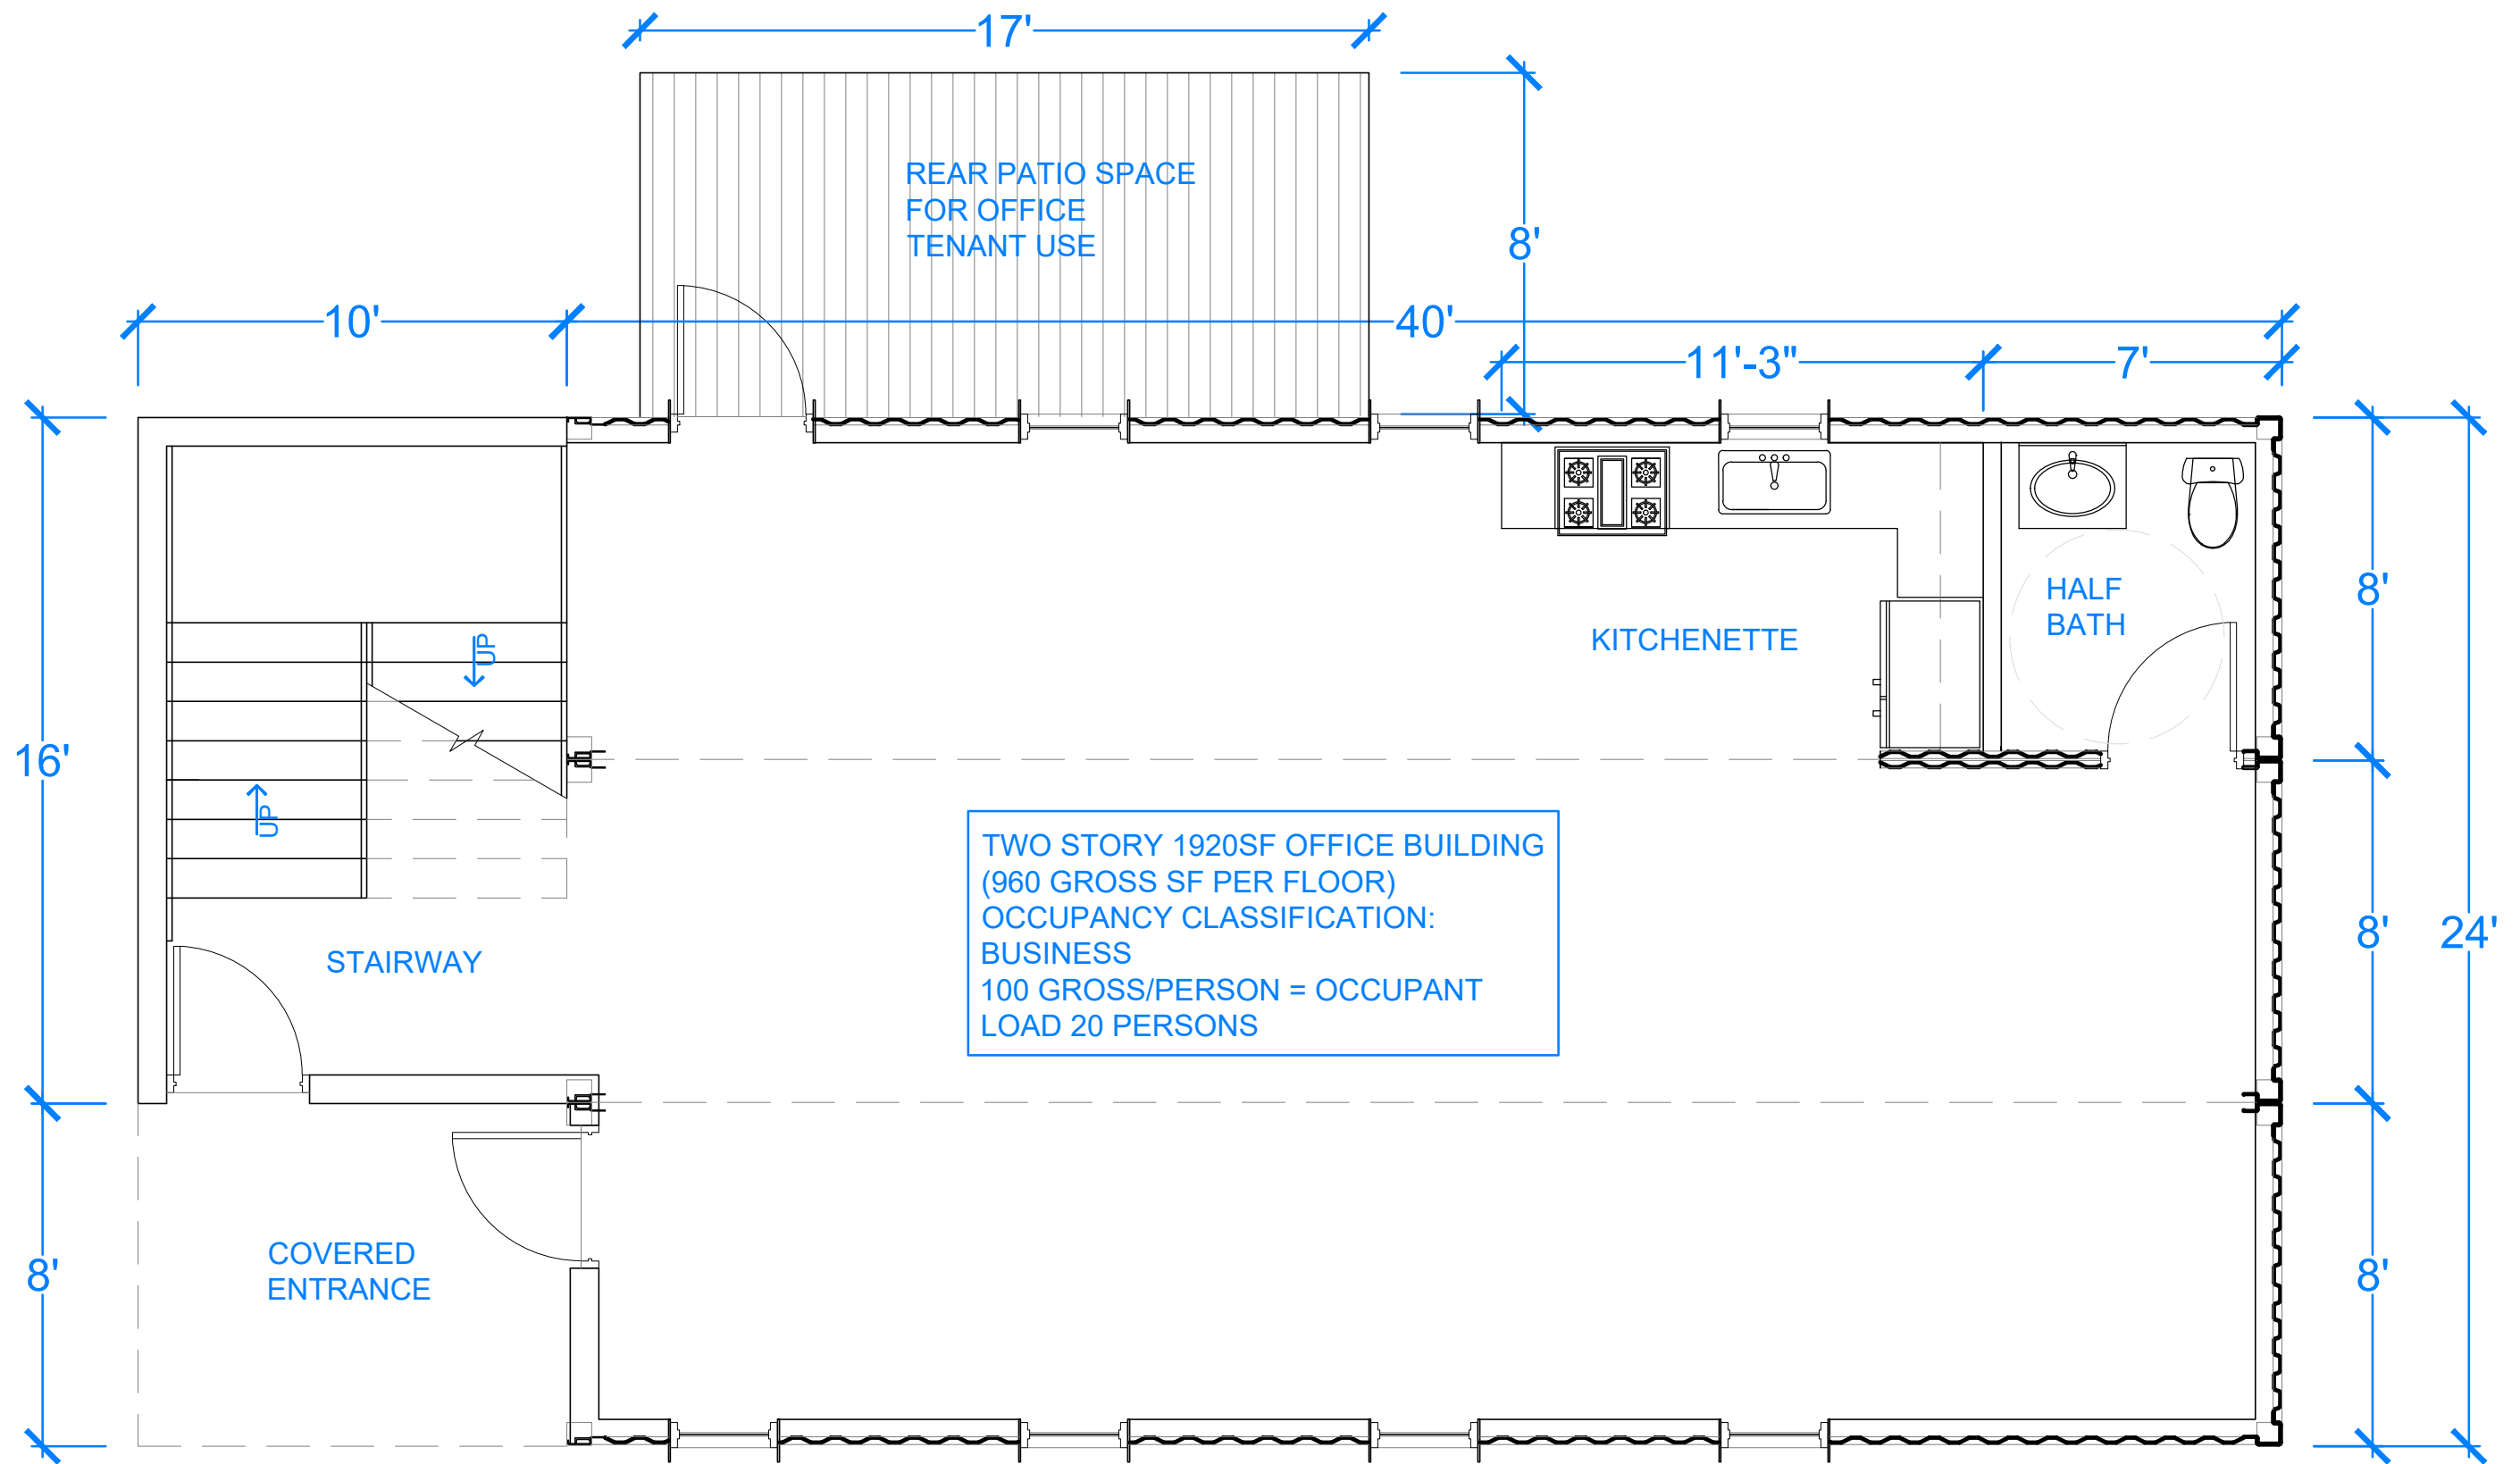 17'
REAR PATIO SPACE
FOR OFFICE
TENANT USE
8'
10'
40'
11'-3"
7'
HALF
BATH
8'
KITCHENETTE
UP
UP
16'
TWO STORY 1920SF OFFICE BUILDING
(960 GROSS SF PER FLOOR)
OCCUPANCY CLASSIFICATION:
BUSINESS
100 GROSS/PERSON = OCCUPANT
LOAD 20 PERSONS
8'
24'
STAIRWAY
COVERED
ENTRANCE
8'
8'